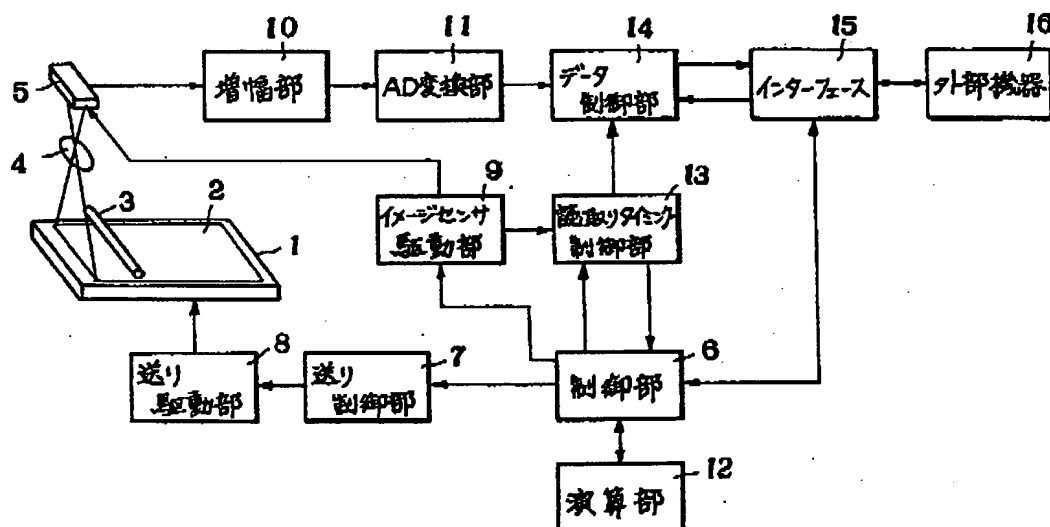 10
11
14
15
16
5
増幅部
AD変換部
データ
制御部
インターフェース
外部機器
4
9
13
3
2
イメージセンサ
駆動部
読取りタイミング
制御部
1
8
7
6
送り
駆動部
送り
制御部
制御部
12
演算部